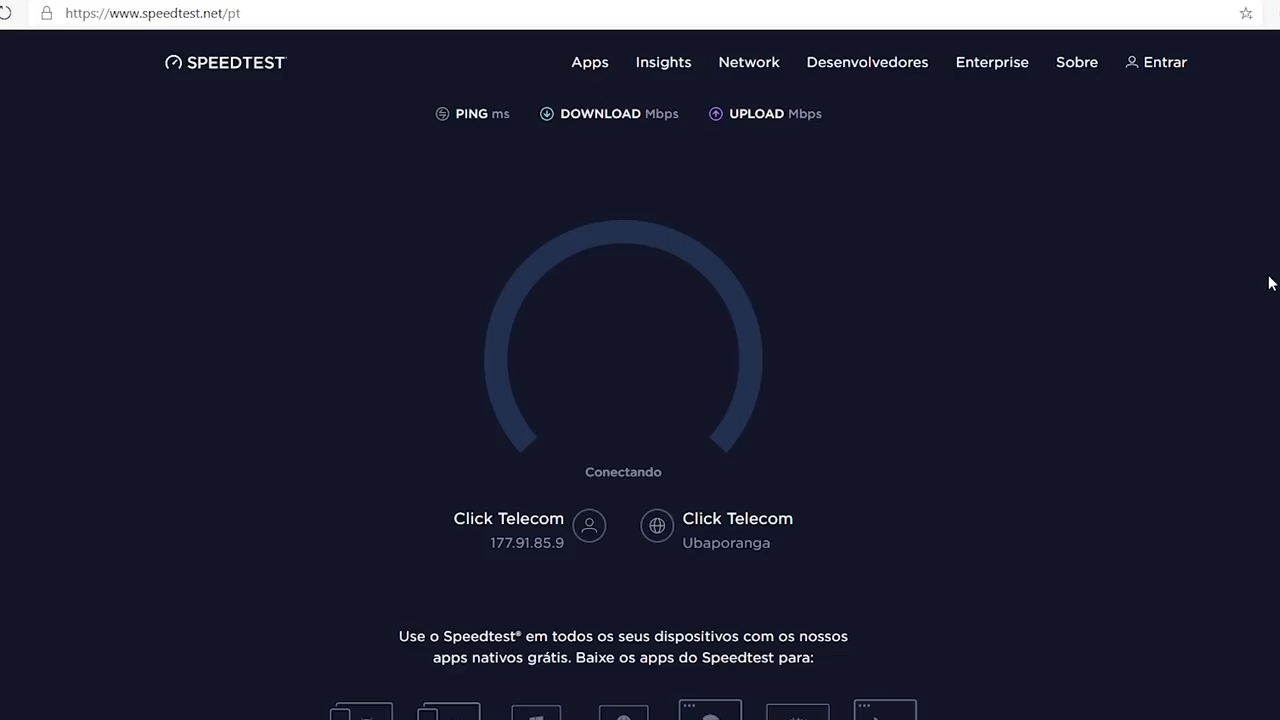 https://www.speedtest.net/pt
SPEEDTEST
Apps Insights Network Desenvolvedores Enterprise Sobre Entrar
PING ms DOWNLOAD Mbps UPLOAD Mbps
Conectando
Click Telecom
177.91.85.9
Click Telecom
Ubaporanga
Use o Speedtest® em todos os seus dispositivos com os nossos
apps nativos grátis. Baixe os apps do Speedtest para: